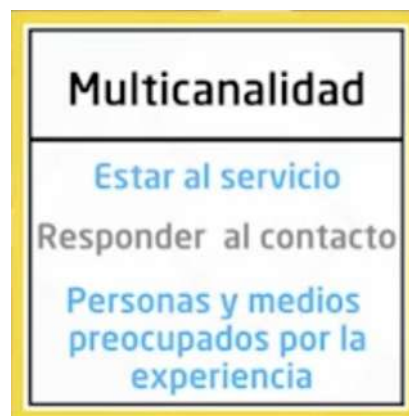 Multicanalidad
Estar al servicio
Responder al contacto
Personas y medios
preocupados por la
experiencia